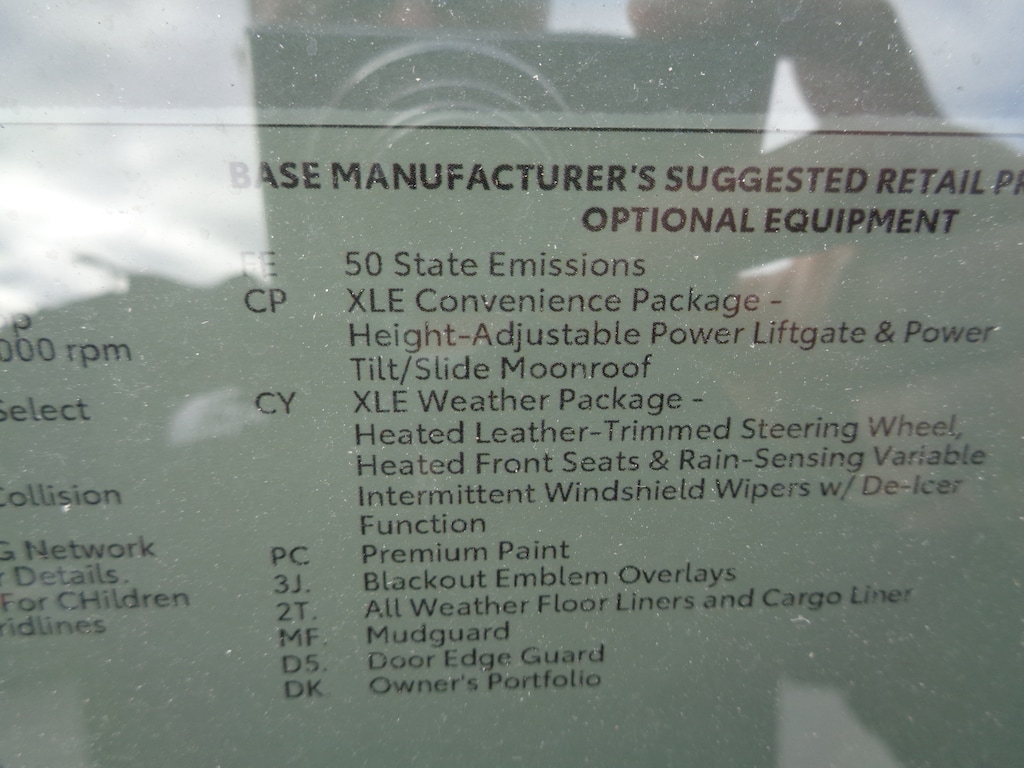 BASE MANUFACTURER'S SUGGESTED RETAIL
OPTIONAL EQUIPMENT
FE 50 State Emissions
CP XLE Convenience Package -
Height-Adjustable Power Liftgate & Power
Tilt/Slide Moonroof
CY XLE Weather Package -
Heated Leather-Trimmed Steering Wheel,
Heated Front Seats & Rain-Sensing Variable
Intermittent Windshield Wipers w/ De-Icer
Function
PC Premium Paint
3J. Blackout Emblem Overlays
2T. All Weather Floor Liners and Cargo Liner
MF. Mudguard
D5. Door Edge Guard
DK Owner's Portfolio
000 rpm
Select
Collision
G Network
r Details.
For CHildren
ridlines